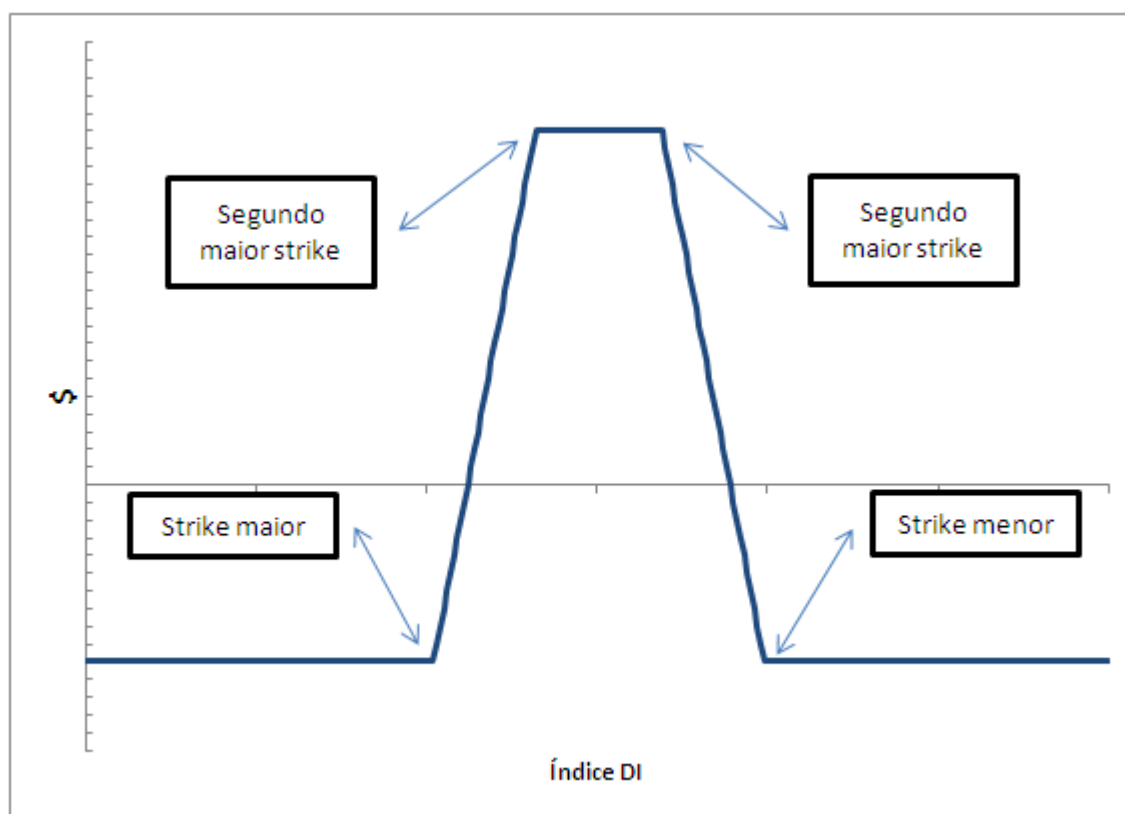 Segundo
maior strike
Segundo
maior strike
$
Strike maior
Strike menor
Índice DI